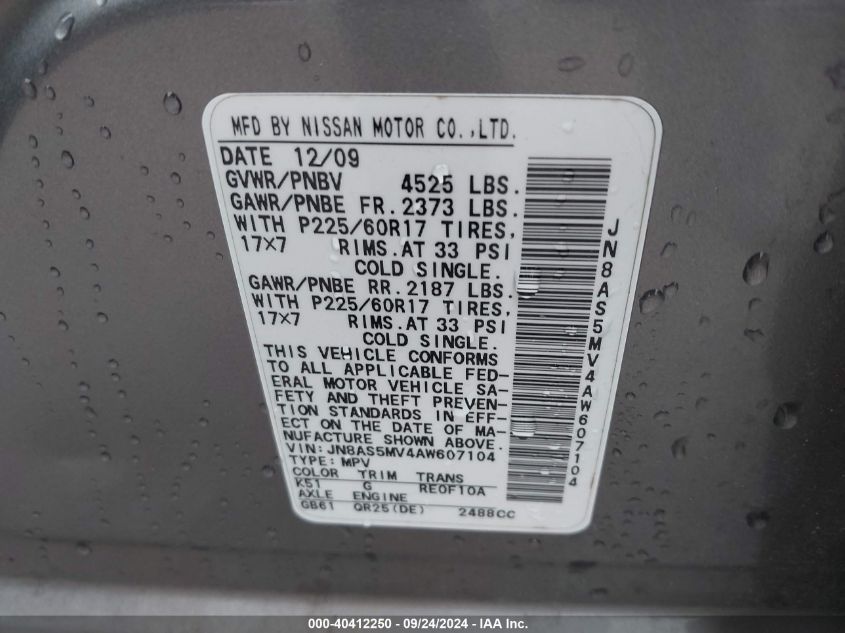 MFD BY NISSAN MOTOR CO.,LTD.
DATE 12/09
GVWR/PNBV 4525 LBS.
GAWR/PNBE FR.2373 LBS.
WITH P225/60R17 TIRES,
17×7 RIMS.AT 33 PSI
COLD SINGLE.
GAWR/PNBE RR.2187 LBS.
WITH P225/60R17 TIRES,
17×7 RIMS.AT 33 PSI
COLD SINGLE.
THIS VEHICLE CONFORMS
TO ALL APPLICABLE FED-
ERAL MOTOR VEHICLE SA-
FETY AND THEFT PREVEN-
TION STANDARDS IN EFF-
ECT ON THE DATE OF MA-
NUFACTURE SHOWN ABOVE.
VIN: JN8AS5MV4AW607104
TYPE: MPV
COLOR TRIM TRANS
K51 G RE0F10A
AXLE ENGINE
GB61 QR25(DE) 2488CC
JN8AS5MV4AW607104
000-40412250 - 09/24/2024 - IAA Inc.